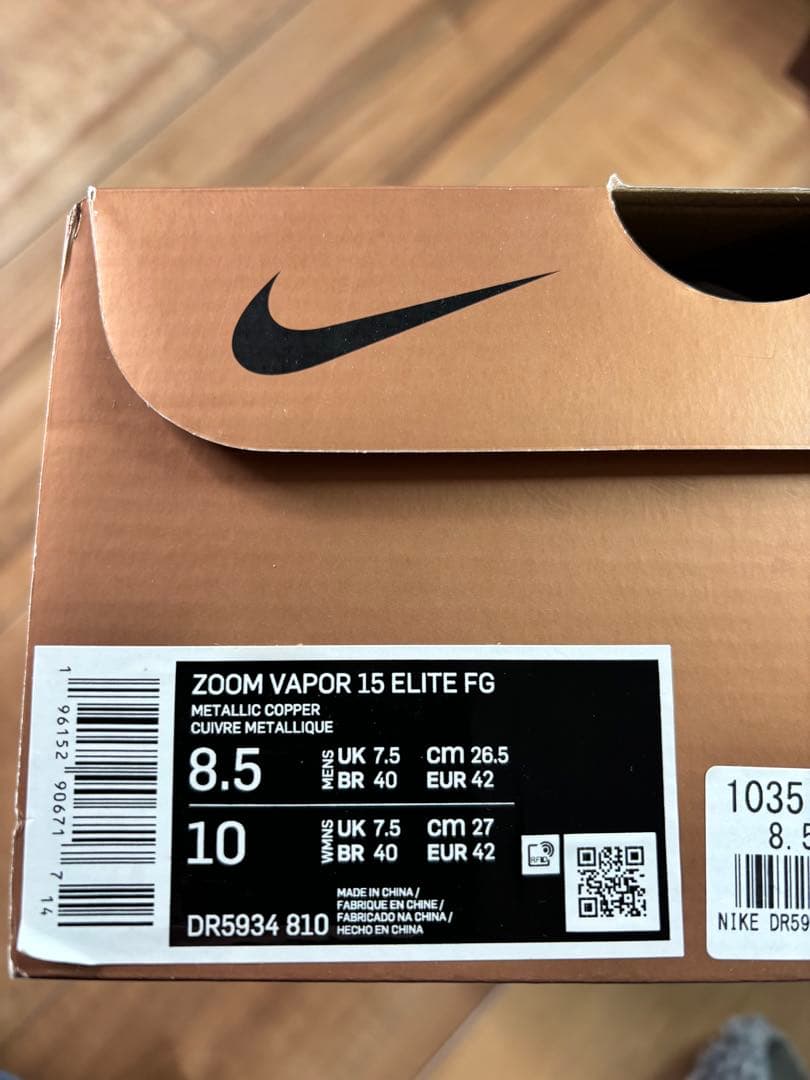 ZOOM VAPOR 15 ELITE FG
METALLIC COPPER
CUIVRE METALLIQUE
8.5 MENS UK 7.5 cm 26.5
BR 40 EUR 42
10 WMNS UK 7.5 cm 27
BR 40 EUR 42
RFID
DR5934 810
MADE IN CHINA /
FABRIQUE EN CHINE /
FABRICADO NA CHINA /
HECHO EN CHINA
1 96152 90671 7 14
1035
8.5
NIKE DR59